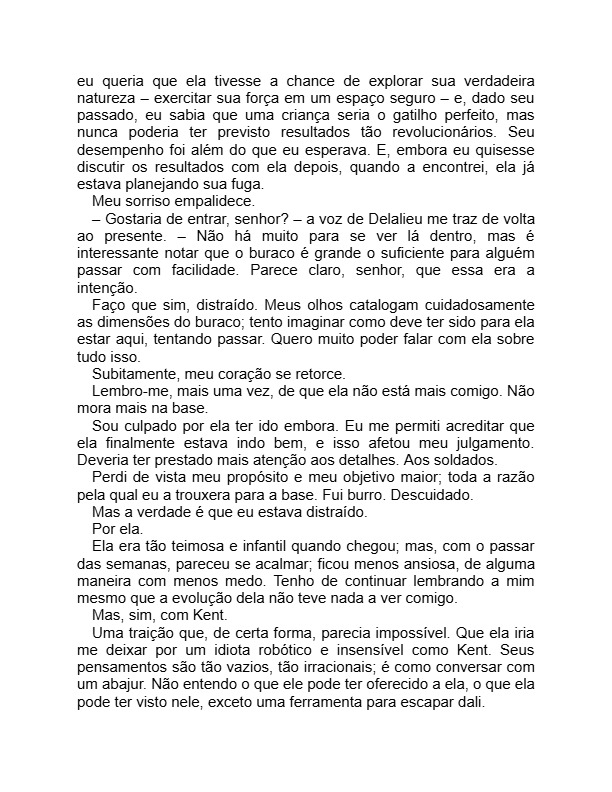 eu queria que ela tivesse a chance de explorar sua verdadeira
natureza – exercitar sua força em um espaço seguro – e, dado seu
passado, eu sabia que uma criança seria o gatilho perfeito, mas
nunca poderia ter previsto resultados tão revolucionários. Seu
desempenho foi além do que eu esperava. E, embora eu quisesse
discutir os resultados com ela depois, quando a encontrei, ela já
estava planejando sua fuga.
Meu sorriso empalidece.
– Gostaria de entrar, senhor? – a voz de Delalieu me traz de volta
ao presente. – Não há muito para se ver lá dentro, mas é
interessante notar que o buraco é grande o suficiente para alguém
passar com facilidade. Parece claro, senhor, que essa era a
intenção.
Faço que sim, distraído. Meus olhos catalogam cuidadosamente
as dimensões do buraco; tento imaginar como deve ter sido para ela
estar aqui, tentando passar. Quero muito poder falar com ela sobre
tudo isso.
Subitamente, meu coração se retorce.
Lembro-me, mais uma vez, de que ela não está mais comigo. Não
mora mais na base.
Sou culpado por ela ter ido embora. Eu me permiti acreditar que
ela finalmente estava indo bem, e isso afetou meu julgamento.
Deveria ter prestado mais atenção aos detalhes. Aos soldados.
Perdi de vista meu propósito e meu objetivo maior; toda a razão
pela qual eu a trouxera para a base. Fui burro. Descuidado.
Mas a verdade é que eu estava distraído.
Por ela.
Ela era tão teimosa e infantil quando chegou; mas, com o passar
das semanas, pareceu se acalmar; ficou menos ansiosa, de alguma
maneira com menos medo. Tenho de continuar lembrando a mim
mesmo que a evolução dela não teve nada a ver comigo.
Mas, sim, com Kent.
Uma traição que, de certa forma, parecia impossível. Que ela iria
me deixar por um idiota robótico e insensível como Kent. Seus
pensamentos são tão vazios, tão irracionais; é como conversar com
um abajur. Não entendo o que ele pode ter oferecido a ela, o que ela
pode ter visto nele, exceto uma ferramenta para escapar dali.